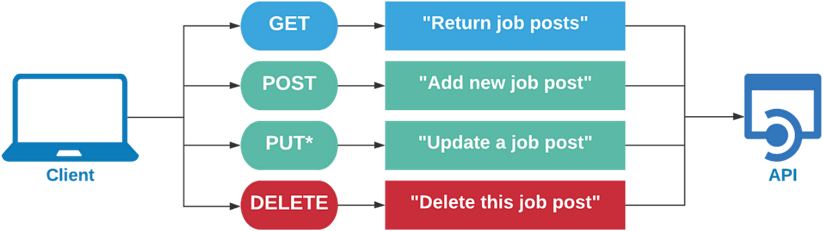 GET
"Return job posts"
POST
"Add new job post"
PUT*
"Update a job post"
DELETE
"Delete this job post"
Client
API